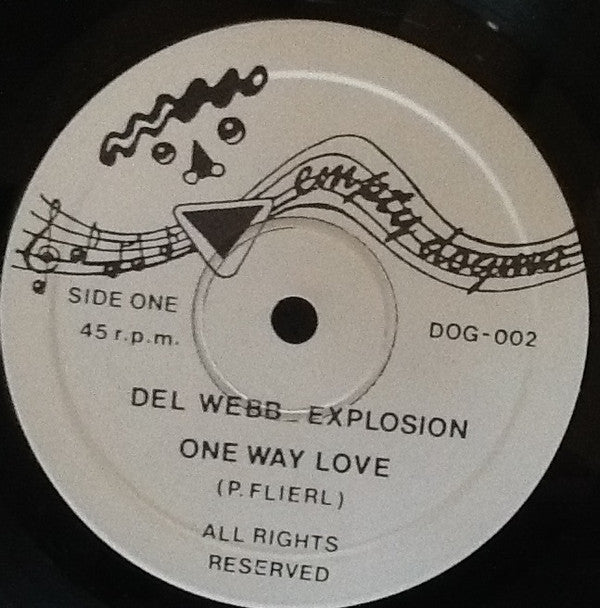 empty dogma
SIDE ONE
45 r.p.m.
DOG-002
DEL WEBB EXPLOSION
ONE WAY LOVE
(P. FLIERL)
ALL RIGHTS
RESERVED